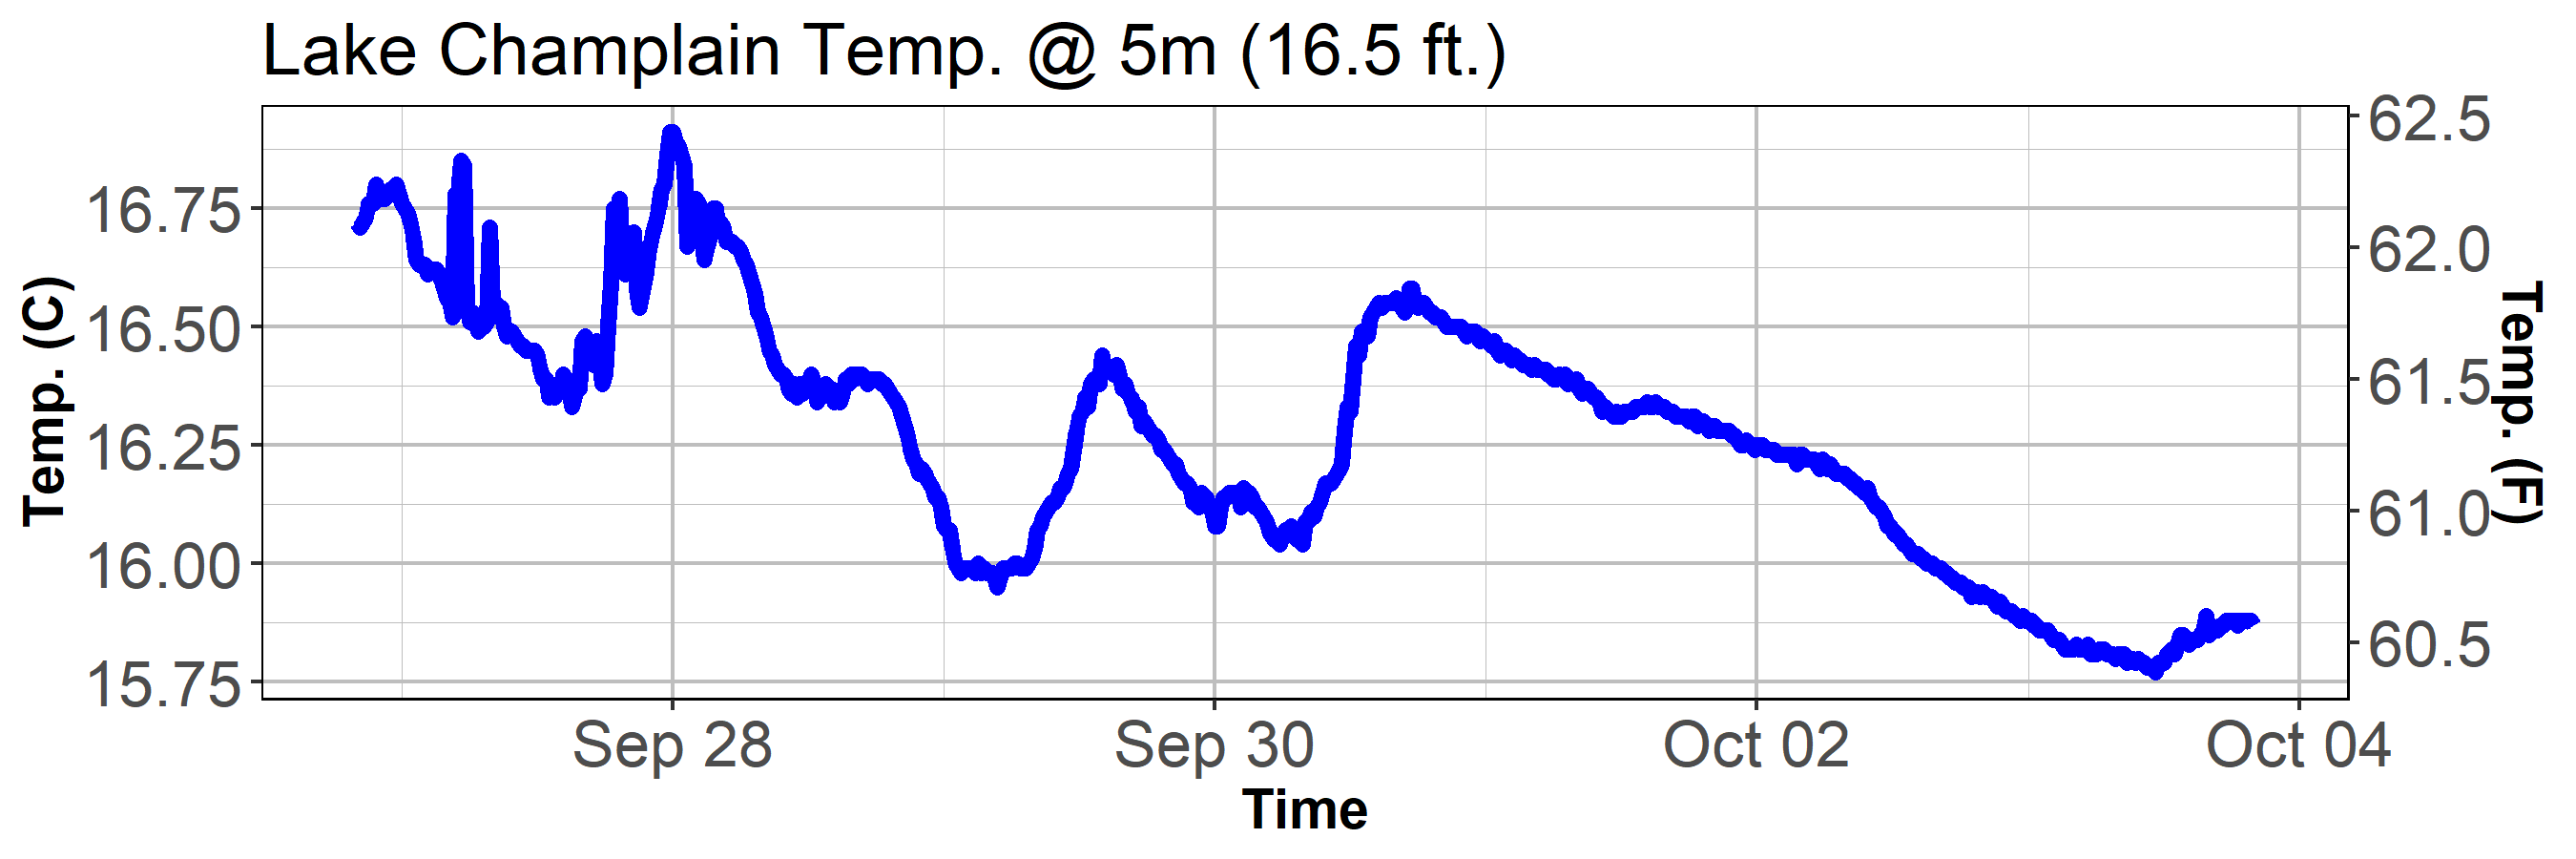 Lake Champlain Temp. @ 5m (16.5 ft.)
Temp. (C)
16.75
16.50
16.25
16.00
15.75
62.5
62.0
61.5
61.0
60.5
Temp. (F)
Sep 28
Sep 30
Oct 02
Oct 04
Time